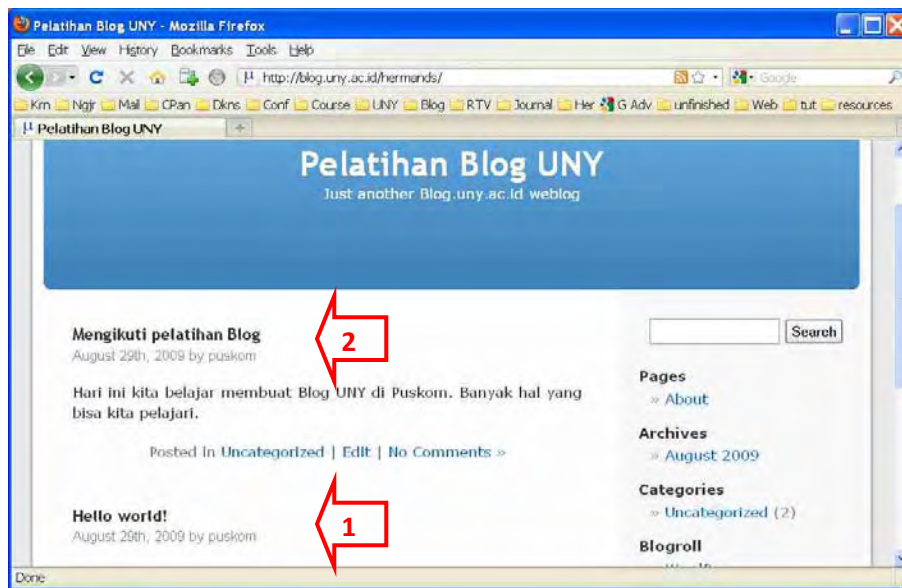 Pelatihan Blog UNY - Mozilla Firefox
File Edit View History Bookmarks Tools Help
http://blog.uny.ac.id/hermands/
Google
Krn Ngjr Mail CPan Dkns Conf Course UNY Blog RTV Journal Her G Adv unfinished Web tut resources
Pelatihan Blog UNY
Pelatihan Blog UNY
Just another Blog.uny.ac.id weblog
Mengikuti pelatihan Blog
2
August 29th, 2009 by puskom
Hari ini kita belajar membuat Blog UNY di Puskom. Banyak hal yang
bisa kita pelajari.
Posted in Uncategorized | Edit | No Comments »
Hello world!
1
August 29th, 2009 by puskom
Search
Pages
» About
Archives
» August 2009
Categories
» Uncategorized (2)
Blogroll
Done